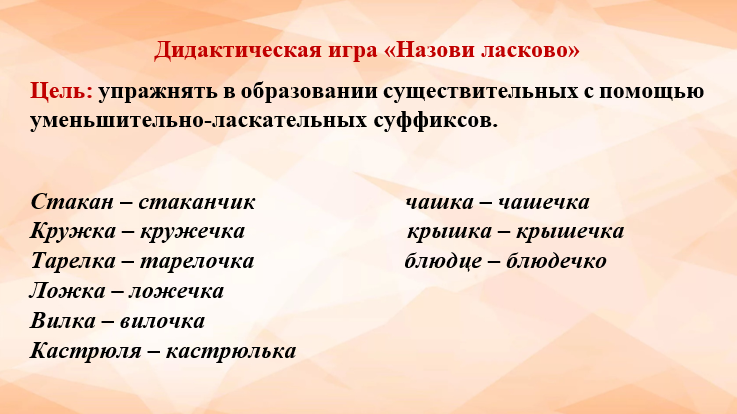 Дидактическая игра «Назови ласково»
Цель: упражнять в образовании существительных с помощью
уменьшительно-ласкательных суффиксов.
Стакан – стаканчик чашка – чашечка
Кружка – кружечка крышка – крышечка
Тарелка – тарелочка блюдце – блюдечко
Ложка – ложечка
Вилка – вилочка
Кастрюля – кастрюлька